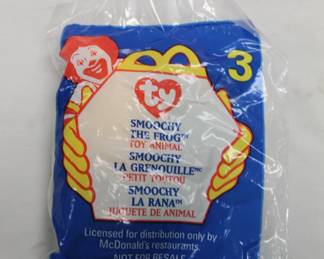 3
ty
SMOOCHY
THE FROG™
TOY ANIMAL
SMOOCHY
LA GRENOUILLE™
PETIT TOUTOU
SMOOCHY
LA RANA™
JUGUETE DE ANIMAL
Licensed for distribution only by
McDonald's restaurants.
NOT FOR RESALE